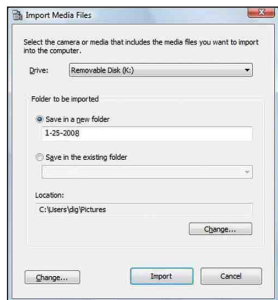 Import Media Files
Select the camera or media that includes the media files you want to import
into the computer.
Drive: Removable Disk (K:)
Folder to be imported
Save in a new folder
1-25-2008
Save in the existing folder
Location:
C:\Users\dig\Pictures
Change...
Change... Import Cancel